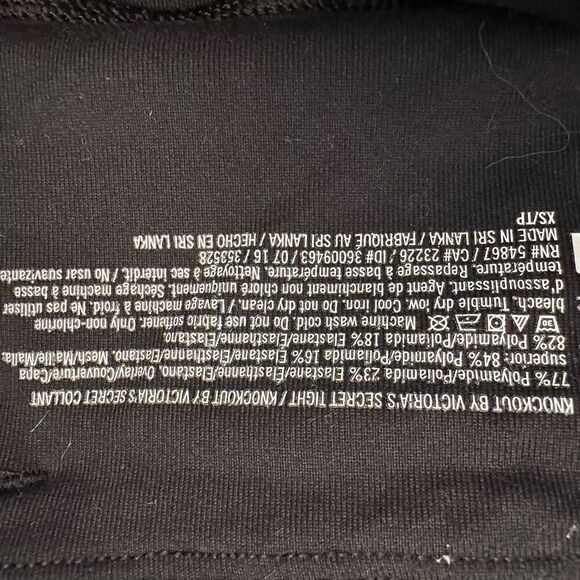 KNOCKOUT BY VICTORIA'S SECRET TIGHT / KNOCKOUT BY VICTORIA'S SECRET COLLANT
77% Polyamide/Poliamida 23% Elastane/Elasthanne/Elastano, Overlay/Couverture/Capa
Superior: 84% Polyamide/Poliamida 16% Elastane/Elasthanne/Elastano, Mesh/Maille/Malla:
82% Polyamide/Poliamida 18% Elastane/Elasthanne/Elastano.
Machine wash cold. Do not use fabric softener. Only non-chlorine
bleach. Tumble dry low. Cool iron. Do not dry clean. / Lavage à machine froide. Ne pas utiliser
d'assouplissant. Agent de blanchiment non chloré uniquement. Séchage machine à basse
température. Repassage à basse température. Nettoyage à sec interdit. / No usar suavizante
RN# 54867 / CA# 23226 / ID# 36009463 / 07 / 16 / 353528
MADE IN SRI LANKA / FABRIQUÉ AU SRI LANKA / HECHO EN SRI LANKA
XS/TP